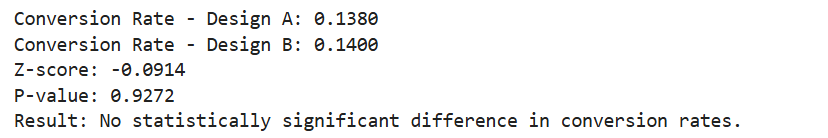 Conversion Rate - Design A: 0.1380
Conversion Rate - Design B: 0.1400
Z-score: -0.0914
P-value: 0.9272
Result: No statistically significant difference in conversion rates.